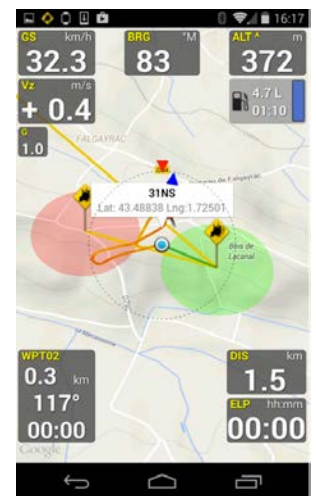 16:17
GS km/h
32.3
BRG °M
83
ALT ^ m
372
Vz m/s
+ 0.4
4.7 L
01:10
G
1.0
FALGAYRAC
de Falgayrac
31NS
Lat: 43.48838 Lng:1.72501
Bois de
Lacanal
WPT02
0.3 km
117°
00:00
DIS km
1.5
ELP hh:mm
00:00
Google